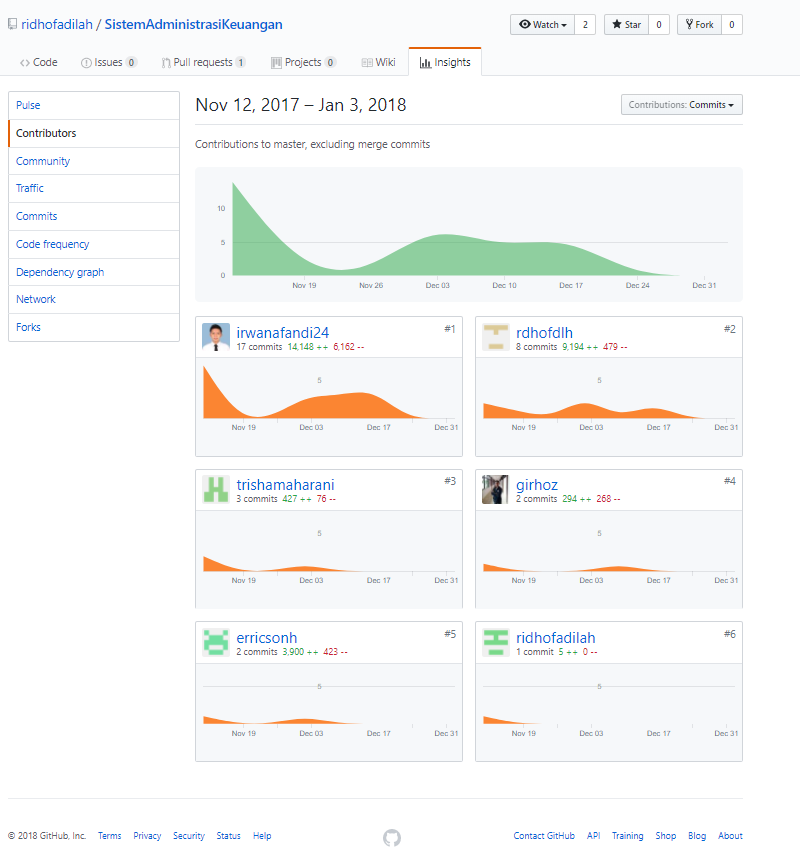 ridhofadilah / SistemAdministrasiKeuangan
Watch 2 Star 0 Fork 0
Code Issues 0 Pull requests 1 Projects 0 Wiki Insights
Pulse
Contributors
Community
Traffic
Commits
Code frequency
Dependency graph
Network
Forks
Nov 12, 2017 – Jan 3, 2018
Contributions: Commits
Contributions to master, excluding merge commits
10
5
0
Nov 19 Nov 26 Dec 03 Dec 10 Dec 17 Dec 24 Dec 31
irwanafandi24 #1
17 commits 14,148 ++ 6,162 --
5
Nov 19 Dec 03 Dec 17 Dec 31
rdhofdlh #2
8 commits 9,194 ++ 479 --
5
Nov 19 Dec 03 Dec 17 Dec 31
trishamaharani #3
3 commits 427 ++ 76 --
5
Nov 19 Dec 03 Dec 17 Dec 31
girhoz #4
2 commits 294 ++ 268 --
5
Nov 19 Dec 03 Dec 17 Dec 31
erricsonh #5
2 commits 3,900 ++ 423 --
5
Nov 19 Dec 03 Dec 17 Dec 31
ridhofadilah #6
1 commit 5 ++ 0 --
5
Nov 19 Dec 03 Dec 17 Dec 31
© 2018 GitHub, Inc. Terms Privacy Security Status Help
Contact GitHub API Training Shop Blog About